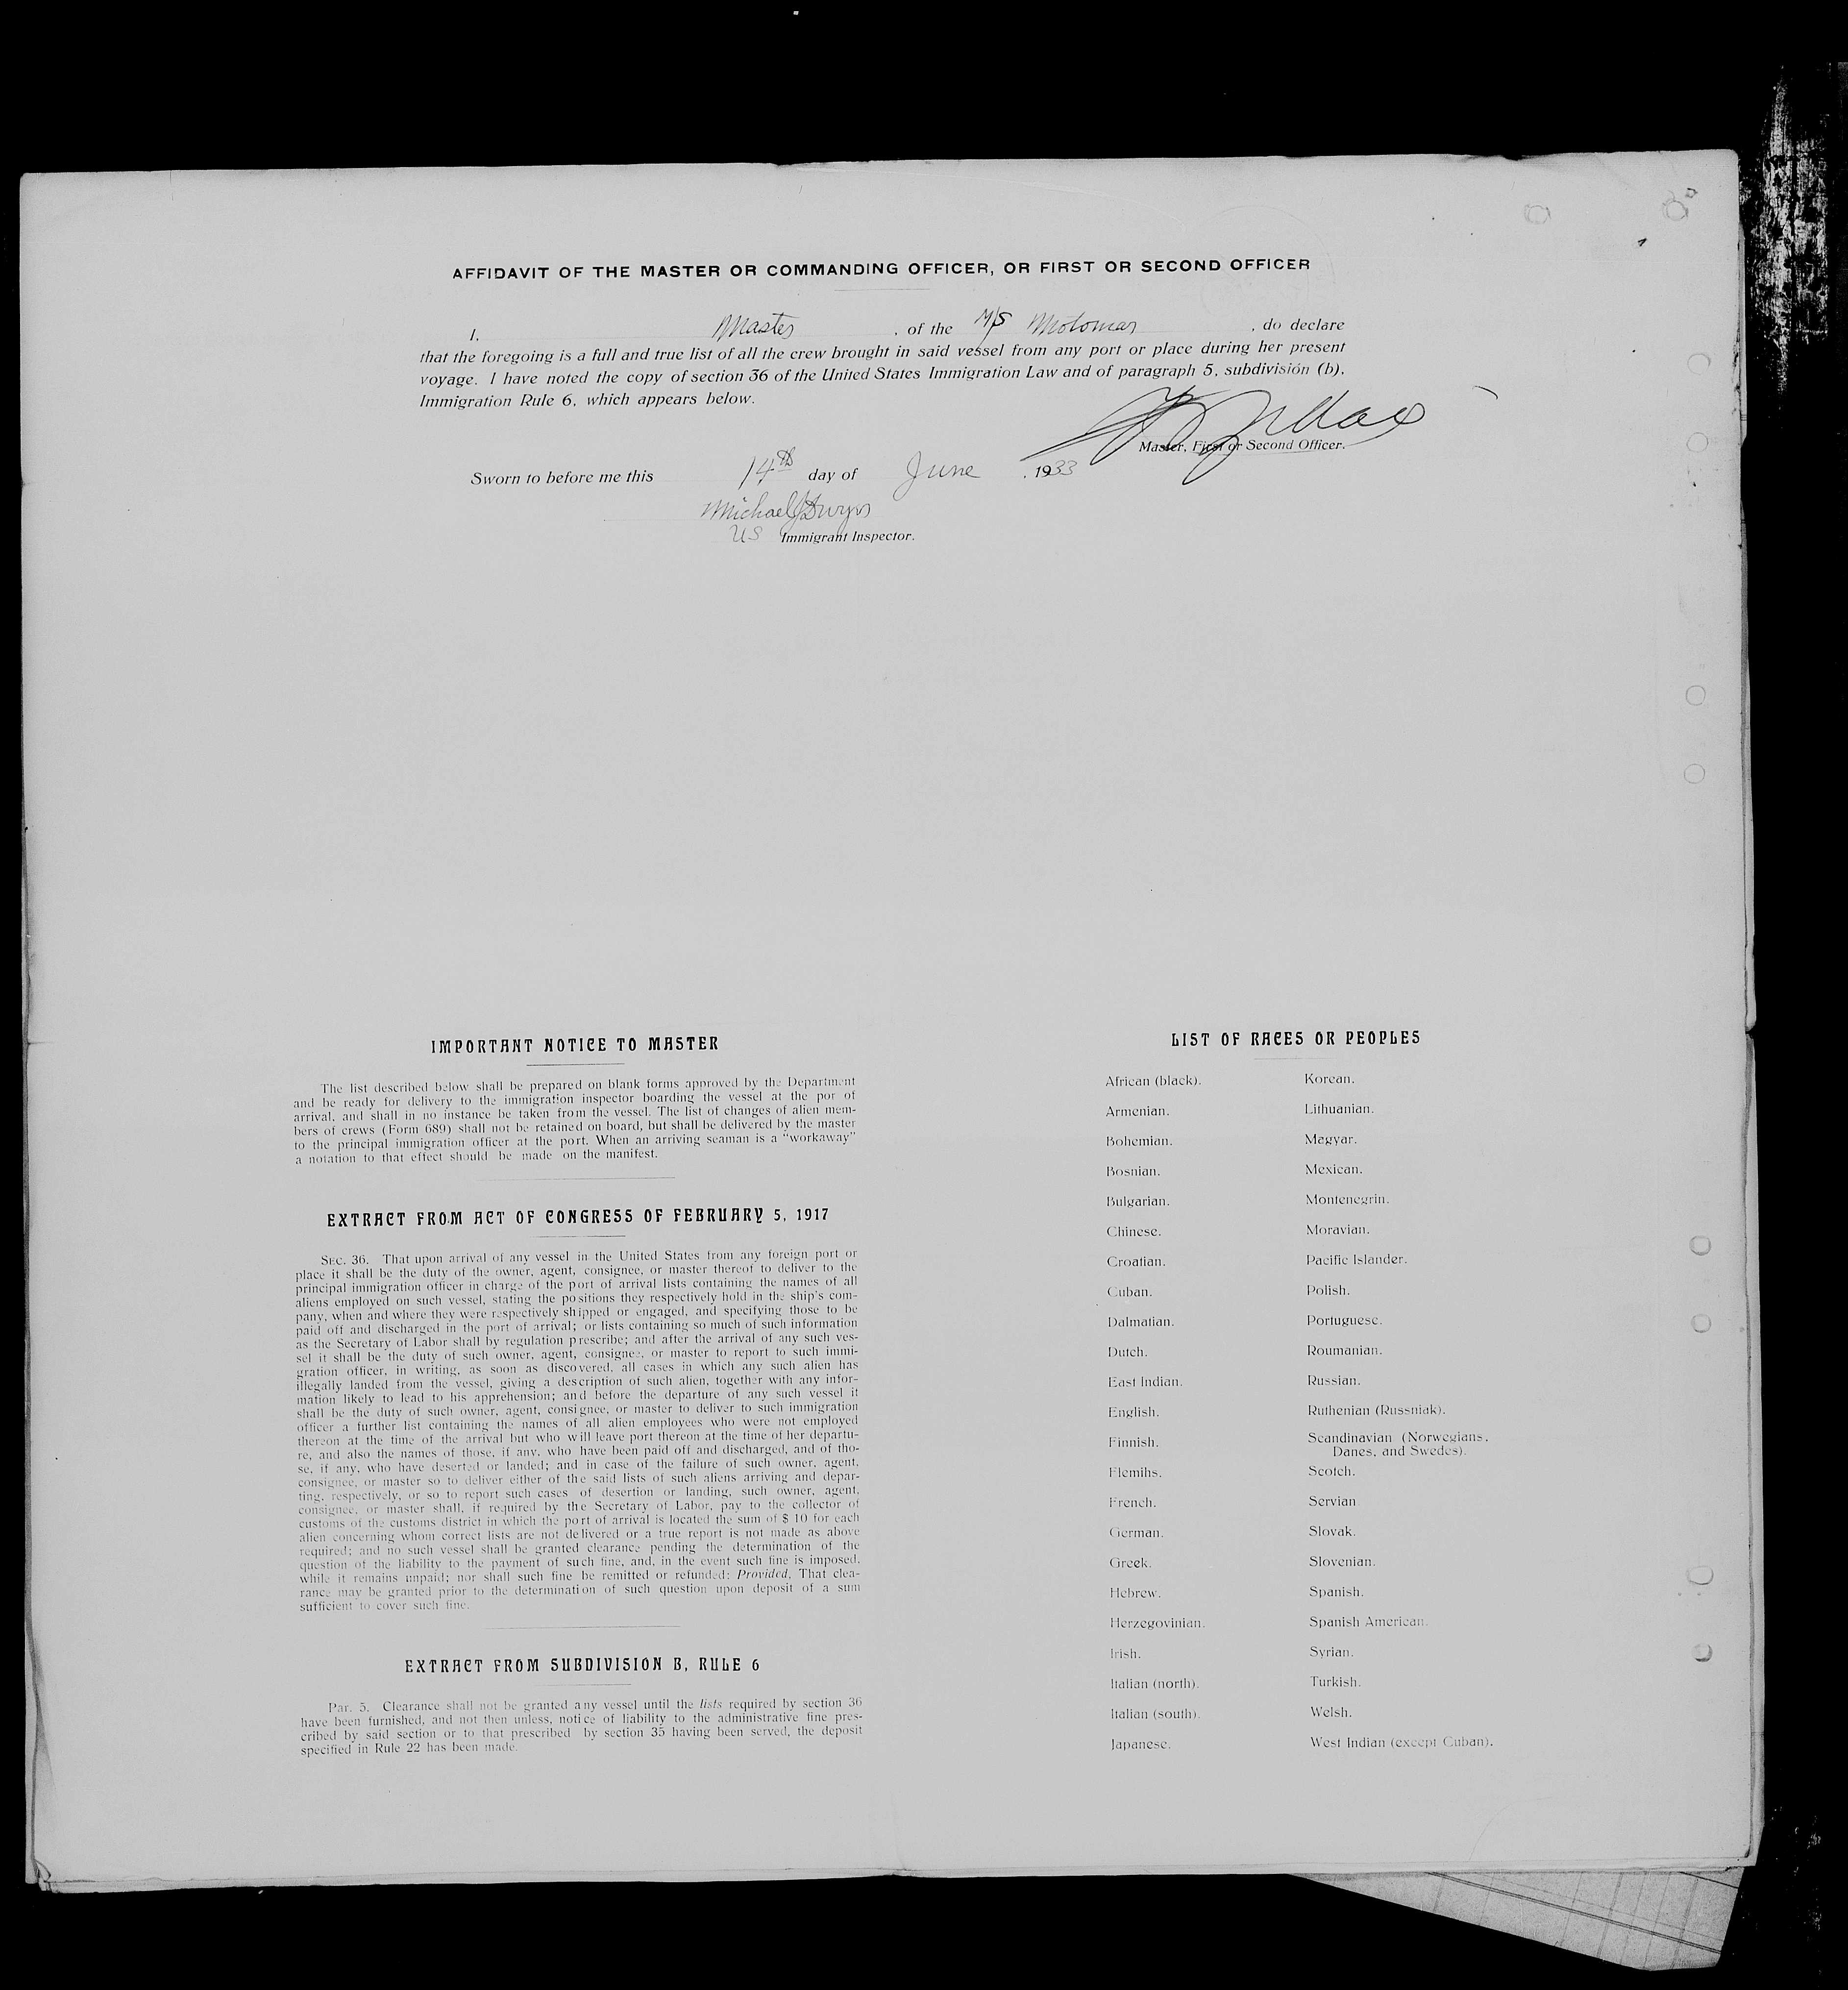 AFFIDAVIT OF THE MASTER OR COMMANDING OFFICER, OR FIRST OR SECOND OFFICER
I, Master, of the M/S Motomar, do declare
that the foregoing is a full and true list of all the crew brought in said vessel from any port or place during her present
voyage. I have noted the copy of section 36 of the United States Immigration Law and of paragraph 5, subdivisión (b),
Immigration Rule 6, which appears below.
Master, First or Second Officer.
Sworn to before me this 14th day of June, 1933
Michael J Dwyer
US Immigrant Inspector.
IMPORTANT NOTICE TO MASTER
The list described below shall be prepared on blank forms approved by the Department
and be ready for delivery to the immigration inspector boarding the vessel at the por of
arrival, and shall in no instance be taken from the vessel. The list of changes of alien mem-
bers of crews (Form 689) shall not be retained on board, but shall be delivered by the master
to the principal immigration officer at the port. When an arriving seaman is a "workaway"
a notation to that effect should be made on the manifest.
EXTRACT FROM ACT OF CONGRESS OF FEBRUARY 5, 1917
SEC. 36. That upon arrival of any vessel in the United States from any foreign port or
place it shall be the duty of the owner, agent, consignee, or master thereof to deliver to the
principal immigration officer in charge of the port of arrival lists containing the names of all
aliens employed on such vessel, stating the positions they respectively hold in the ship's com-
pany, when and where they were respectively shipped or engaged, and specifying those to be
paid off and discharged in the port of arrival; or lists containing so much of such information
as the Secretary of Labor shall by regulation prescribe; and after the arrival of any such ves-
sel it shall be the duty of such owner, agent, consignee, or master to report to such immi-
gration officer, in writing, as soon as discovered, all cases in which any such alien has
illegally landed from the vessel, giving a description of such alien, together with any infor-
mation likely to lead to his apprehension; and before the departure of any such vessel it
shall be the duty of such owner, agent, consignee, or master to deliver to such immigration
officer a further list containing the names of all alien employees who were not employed
thereon at the time of the arrival but who will leave port thereon at the time of her departu-
re, and also the names of those, if any, who have been paid off and discharged, and of tho-
se, if any, who have deserted or landed; and in case of the failure of such owner, agent,
consignee, or master so to deliver either of the said lists of such aliens arriving and depar-
ting, respectively, or so to report such cases of desertion or landing, such owner, agent,
consignee, or master shall, if required by the Secretary of Labor, pay to the collector of
customs of the customs district in which the port of arrival is located the sum of $ 10 for each
alien concerning whom correct lists are not delivered or a true report is not made as above
required; and no such vessel shall be granted clearance pending the determination of the
question of the liability to the payment of such fine, and, in the event such fine is imposed,
while it remains unpaid; nor shall such fine be remitted or refunded: Provided, That clea-
rance may be granted prior to the determination of such question upon deposit of a sum
sufficient to cover such fine.
EXTRACT FROM SUBDIVISION B, RULE 6
Par. 5. Clearance shall not be granted any vessel until the lists required by section 36
have been furnished, and not then unless, notice of liability to the administrative fine pres-
cribed by said section or to that prescribed by section 35 having been served, the deposit
specified in Rule 22 has been made.
LIST OF RACES OR PEOPLES
African (black).
Armenian.
Bohemian.
Bosnian.
Bulgarian.
Chinese.
Croatian.
Cuban.
Dalmatian.
Dutch.
East Indian.
English.
Finnish.
Flemihs.
French.
German.
Greek.
Hebrew.
Herzegovinian.
Irish.
Italian (north).
Italian (south).
Japanese.
Korean.
Lithuanian.
Magyar.
Mexican.
Montenegrin.
Moravian.
Pacific Islander.
Polish.
Portuguese.
Roumanian.
Russian.
Ruthenian (Russniak).
Scandinavian (Norwegians,
Danes, and Swedes).
Scotch.
Servian
Slovak.
Slovenian.
Spanish.
Spanish American.
Syrian.
Turkish.
Welsh.
West Indian (except Cuban).